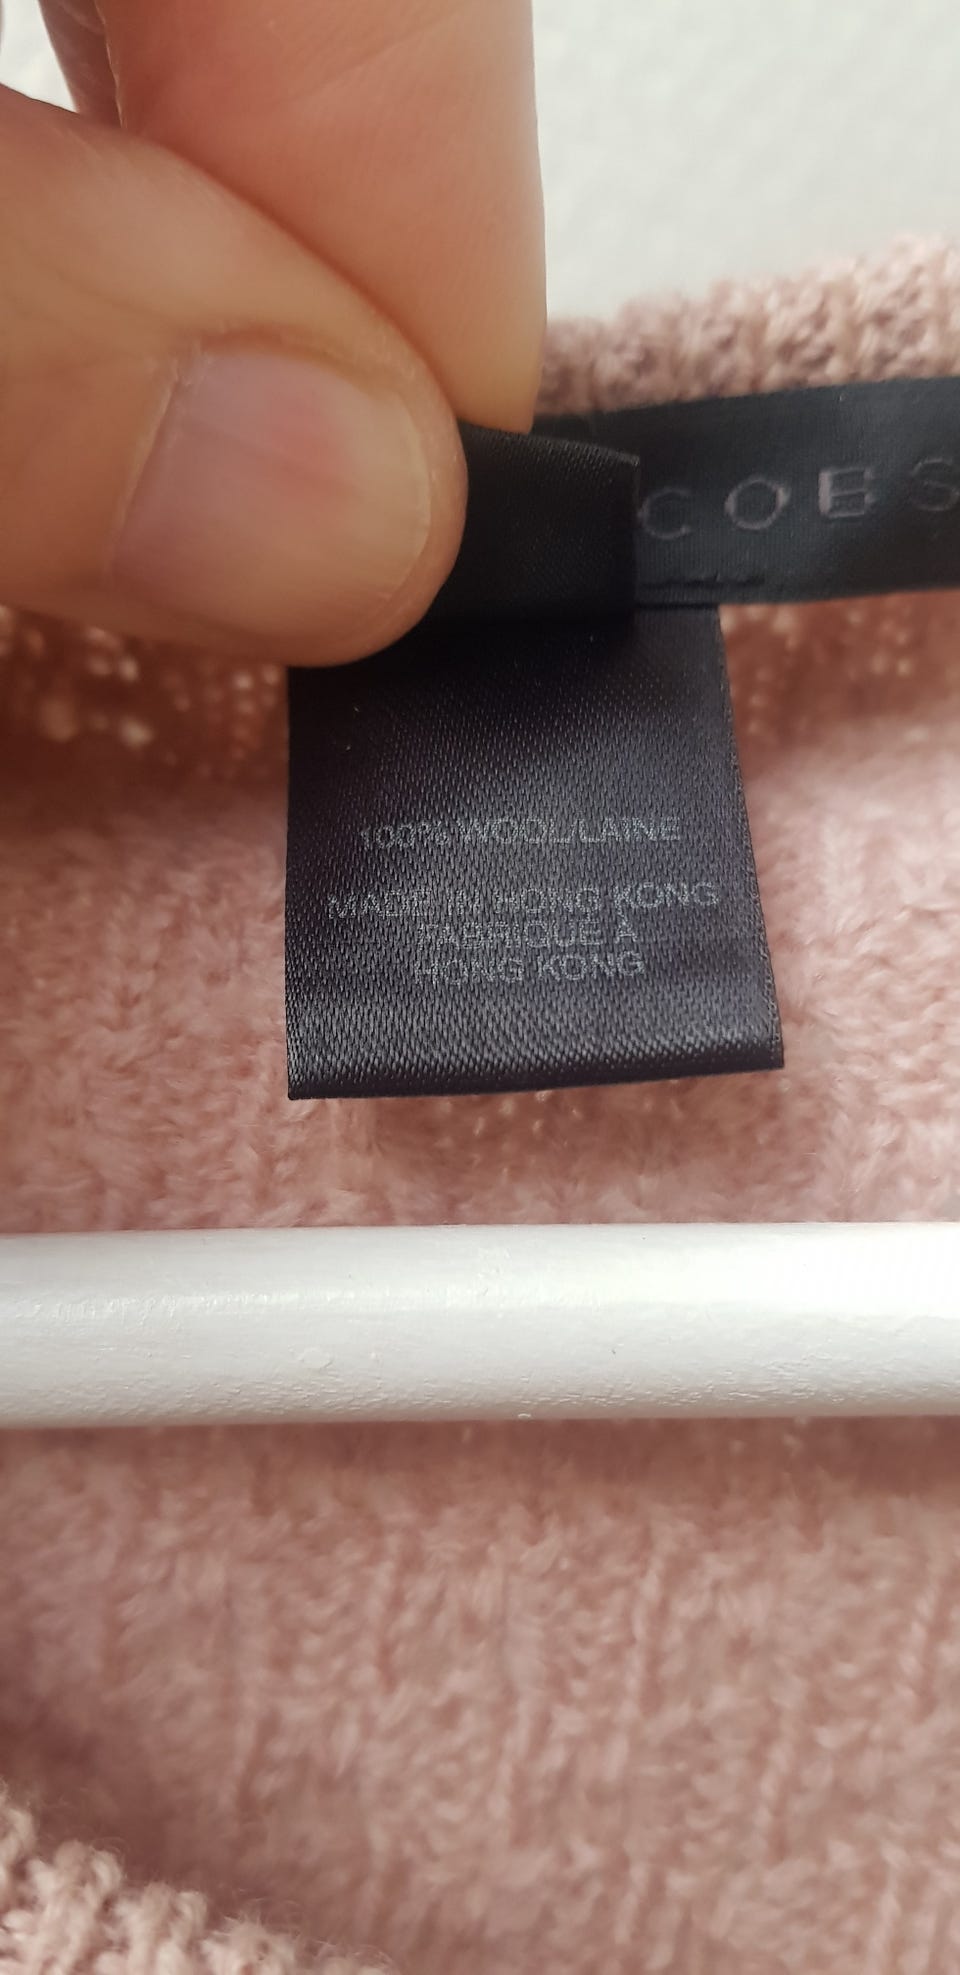 COBS
100% WOOL/LAINE
MADE IN HONG KONG
FABRIQUE A
HONG KONG